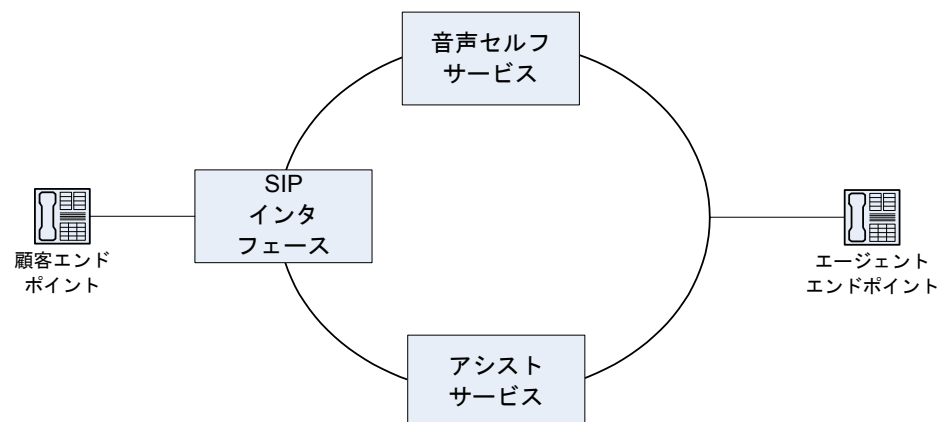 音声セルフ
サービス
SIP
インタ
フェース
顧客エンド
ポイント
エージェント
エンドポイント
アシスト
サービス